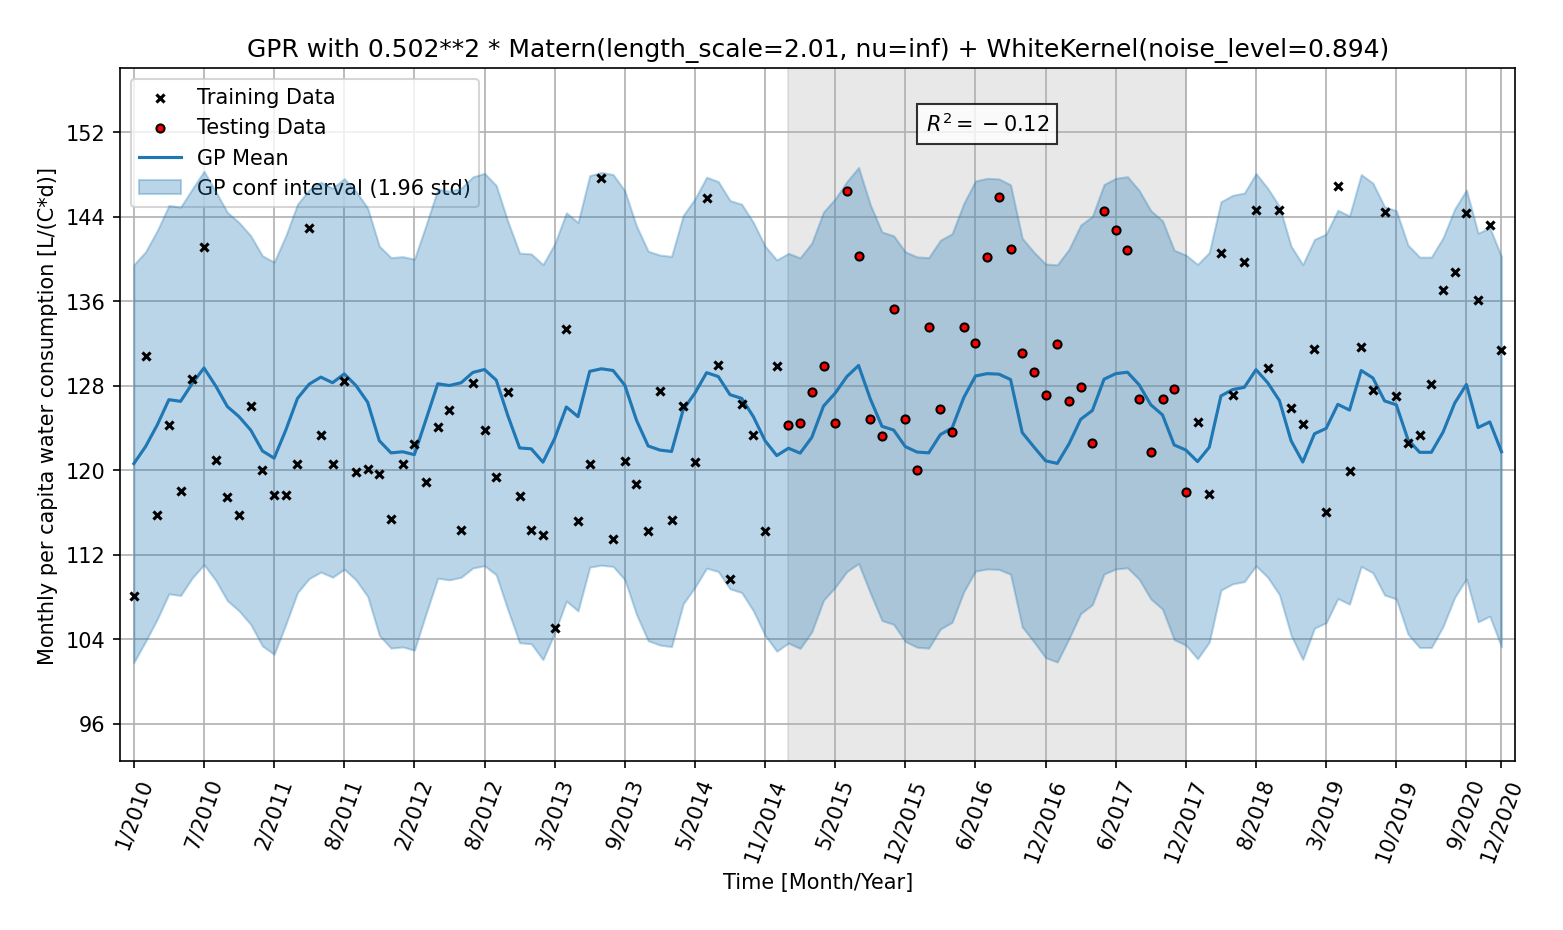 GPR with 0.502**2 * Matern(length_scale=2.01, nu=inf) + WhiteKernel(noise_level=0.894)
Training Data
Testing Data
GP Mean
GP conf interval (1.96 std)
R² = −0.12
Monthly per capita water consumption [L/(C*d)]
152
144
136
128
120
112
104
96
1/2010 7/2010 2/2011 8/2011 2/2012 8/2012 3/2013 9/2013 5/2014 11/2014 5/2015 12/2015 6/2016 12/2016 6/2017 12/2017 8/2018 3/2019 10/2019 9/2020 12/2020
Time [Month/Year]